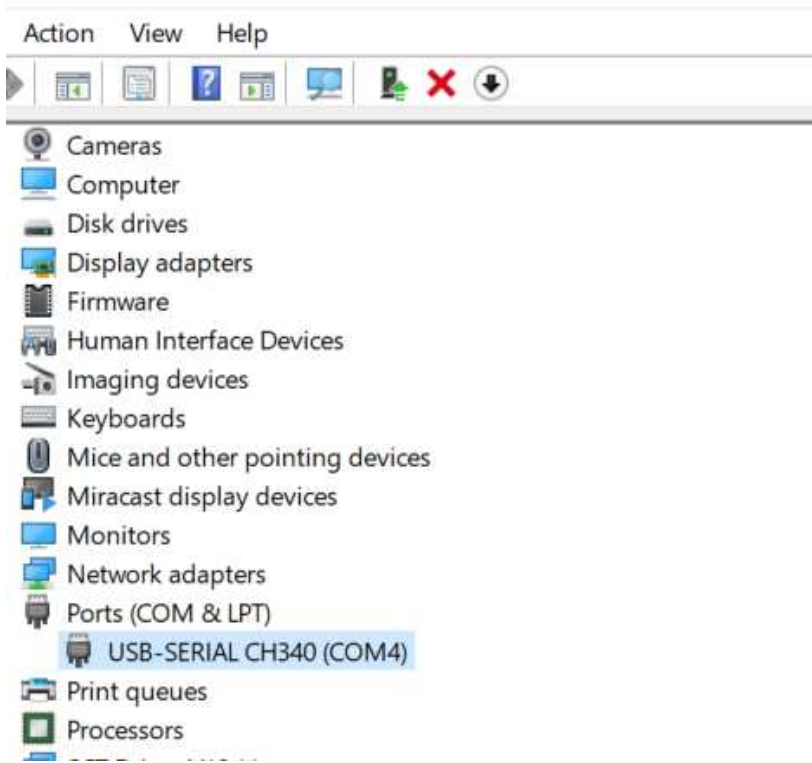 Action View Help
Cameras
Computer
Disk drives
Display adapters
Firmware
Human Interface Devices
Imaging devices
Keyboards
Mice and other pointing devices
Miracast display devices
Monitors
Network adapters
Ports (COM & LPT)
USB-SERIAL CH340 (COM4)
Print queues
Processors